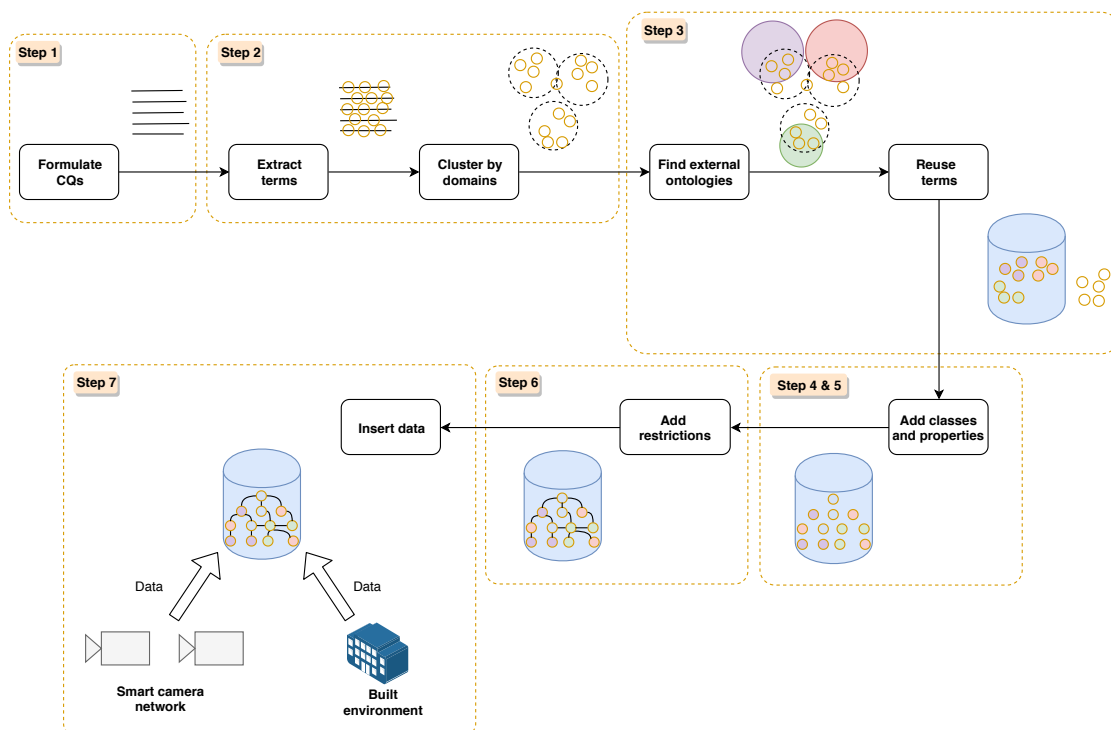 Step 1
Step 2
Step 3
Formulate
CQs
Extract
terms
Cluster by
domains
Find external
ontologies
Reuse
terms
Step 7
Step 6
Step 4 & 5
Insert data
Add
restrictions
Add classes
and properties
Data
Data
Smart camera
network
Built
environment